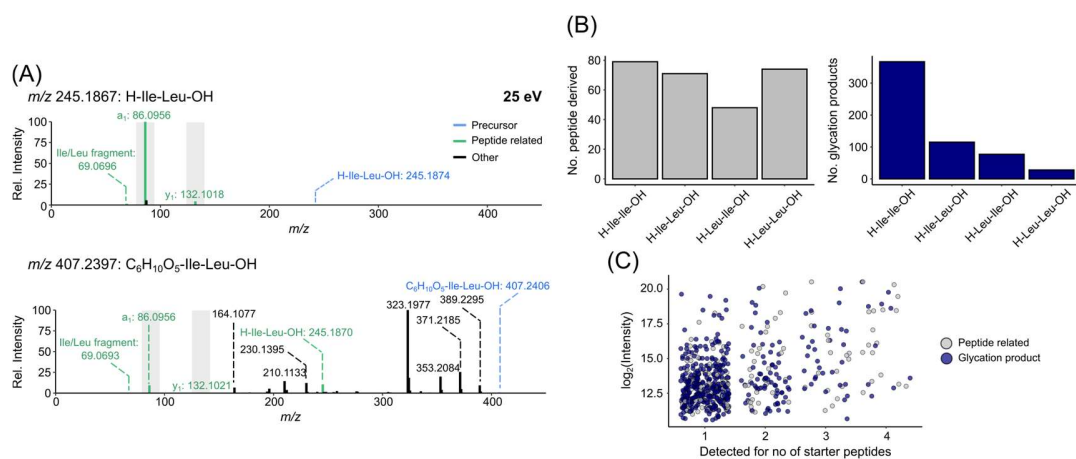 (A)
m/z 245.1867: H-Ile-Leu-OH
25 eV
a₁: 86.0956
Precursor
Peptide related
Other
Ile/Leu fragment:
69.0696
y₁: 132.1018
H-Ile-Leu-OH: 245.1874
Rel. Intensity
100
75
50
25
0
0 100 200 300 400
m/z
m/z 407.2397: C₆H₁₀O₅-Ile-Leu-OH
C₆H₁₀O₅-Ile-Leu-OH: 407.2406
a₁: 86.0956
164.1077
323.1977
389.2295
371.2185
H-Ile-Leu-OH: 245.1870
Ile/Leu fragment:
69.0693
230.1395
210.1133
353.2084
y₁: 132.1021
Rel. Intensity
100
75
50
25
0
0 100 200 300 400
m/z
(B)
No. peptide derived
80
60
40
20
0
H-Ile-Ile-OH
H-Ile-Leu-OH
H-Leu-Ile-OH
H-Leu-Leu-OH
No. glycation products
300
200
100
0
H-Ile-Ile-OH
H-Ile-Leu-OH
H-Leu-Ile-OH
H-Leu-Leu-OH
(C)
log₂(Intensity)
20.0
17.5
15.0
12.5
1 2 3 4
Detected for no of starter peptides
Peptide related
Glycation product